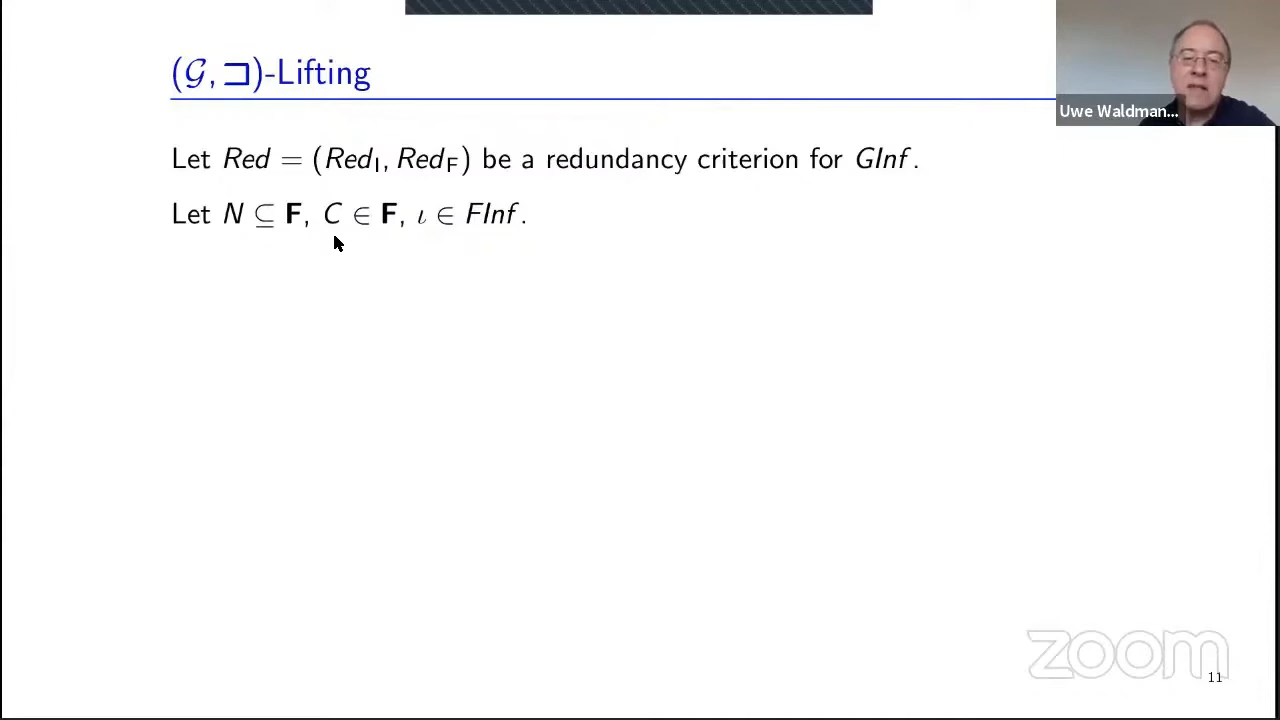 (𝒢, ⊐)-Lifting
Uwe Waldman...
Let Red = (Red_I, Red_F) be a redundancy criterion for GInf.
Let N ⊆ F, C ∈ F, ι ∈ FInf.
zoom
11